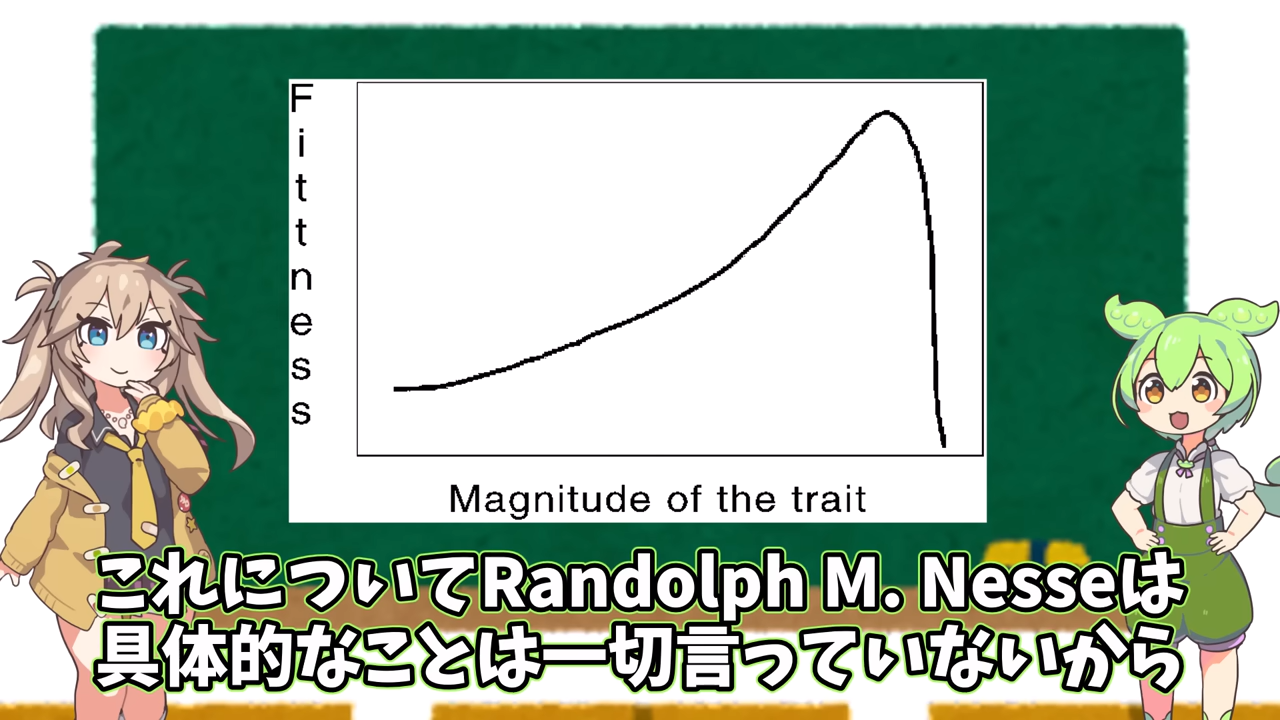 Fittness
Magnitude of the trait
これについてRandolph M. Nesseは
具体的なことは一切言っていないから